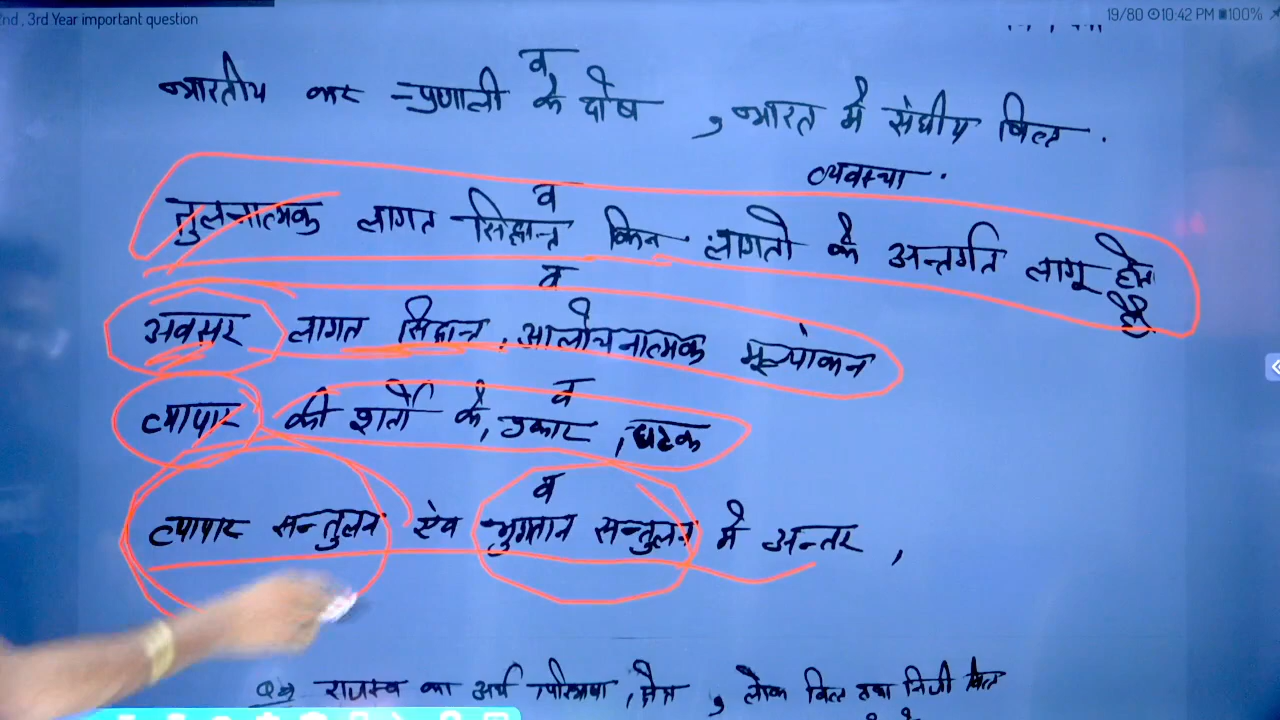 2nd, 3rd Year important question
19/80 10:42 PM 100%
व
भारतीय कर प्रणाली के दोष , भारत में संघीय वित्त .
व्यवस्था .
व
तुलनात्मक लागत सिद्धान्त किन लागतो के अन्तर्गत लागू होता है
व
अवसर लागत सिद्धान्त , आलोचनात्मक मूल्यांकन
व
व्यापार की शर्तों के, प्रकार , घटक
व
व्यापार सन्तुलन एंव भुगतान सन्तुलन में अन्तर ,
राजस्व का अर्थ परिभाषा , क्षेत्र , लोक वित्त तथा निजी वित्त